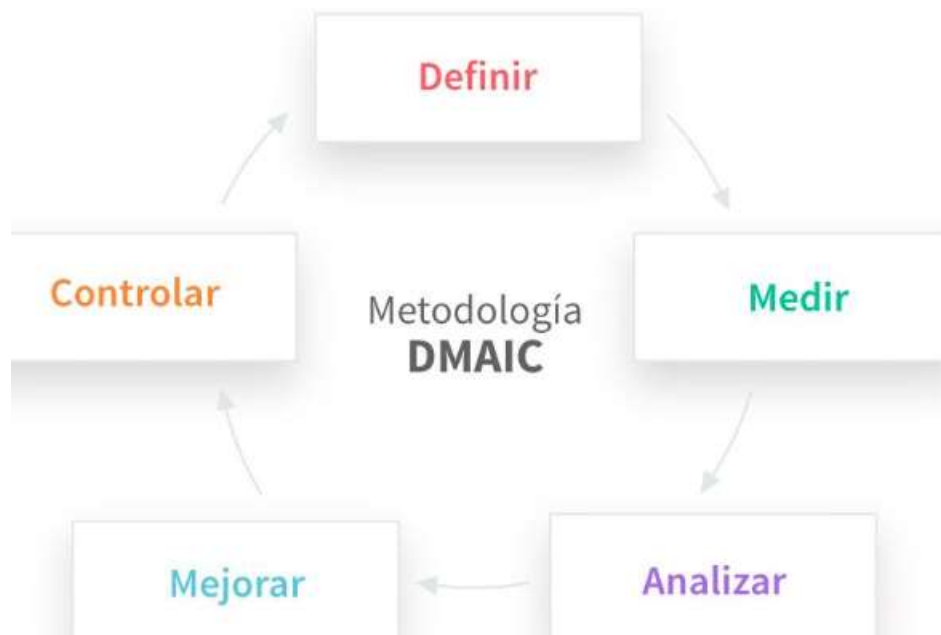 Definir
Controlar
Metodología
DMAIC
Medir
Mejorar
Analizar